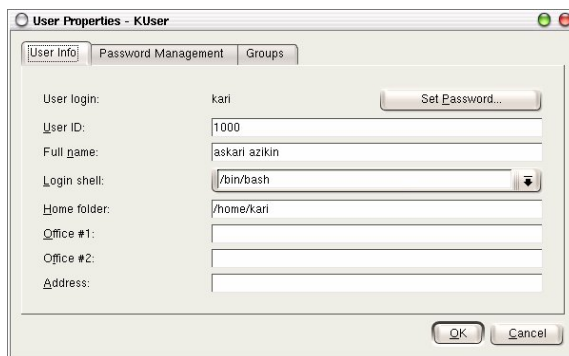 User Properties - KUser
User Info Password Management Groups
User login: kari Set Password...
User ID: 1000
Full name: askari azikin
Login shell: /bin/bash
Home folder: /home/kari
Office #1:
Office #2:
Address:
OK Cancel